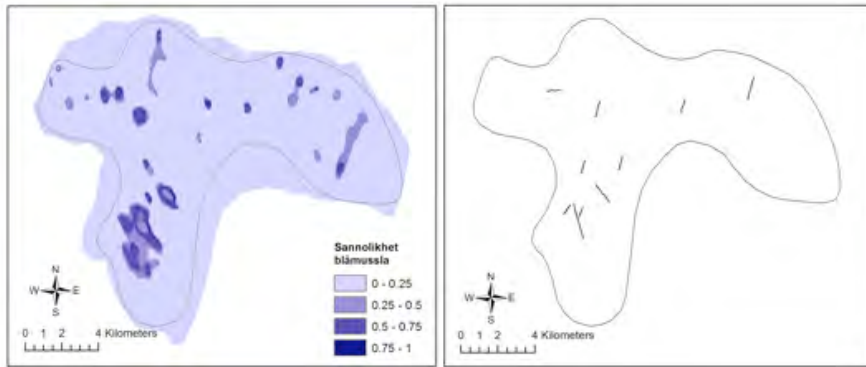 Sannolikhet
blåmussla
0 - 0.25
0.25 - 0.5
0.5 - 0.75
0.75 - 1
N
W E
S
0 1 2 4 Kilometers
N
W E
S
0 1 2 4 Kilometers